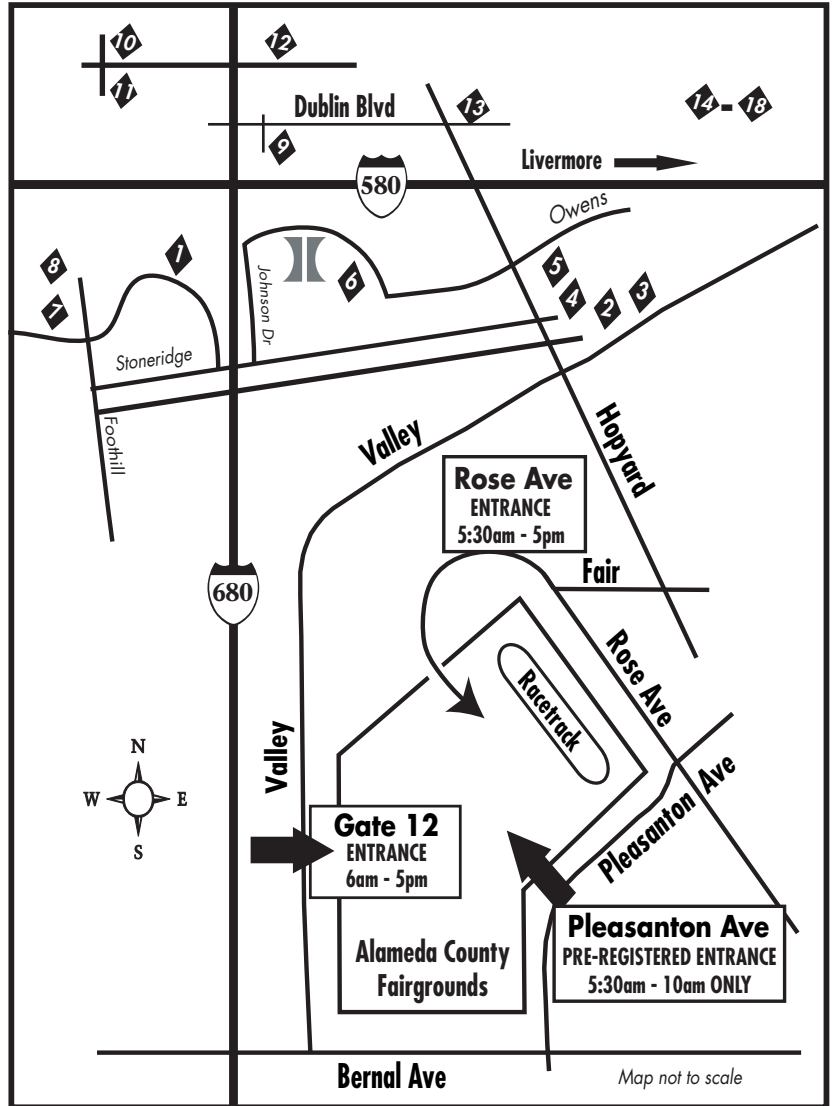 10
12
11
Dublin Blvd
13
14 - 18
9
Livermore
580
Owens
8
1
Johnson Dr
6
5
4
2
3
7
Stoneridge
Foothill
Valley
Hopyard
Rose Ave
ENTRANCE
5:30am - 5pm
Fair
680
Rose Ave
Racetrack
Valley
N
W
E
S
Pleasanton Ave
Gate 12
ENTRANCE
6am - 5pm
Pleasanton Ave
PRE-REGISTERED ENTRANCE
5:30am - 10am ONLY
Alameda County
Fairgrounds
Bernal Ave
Map not to scale